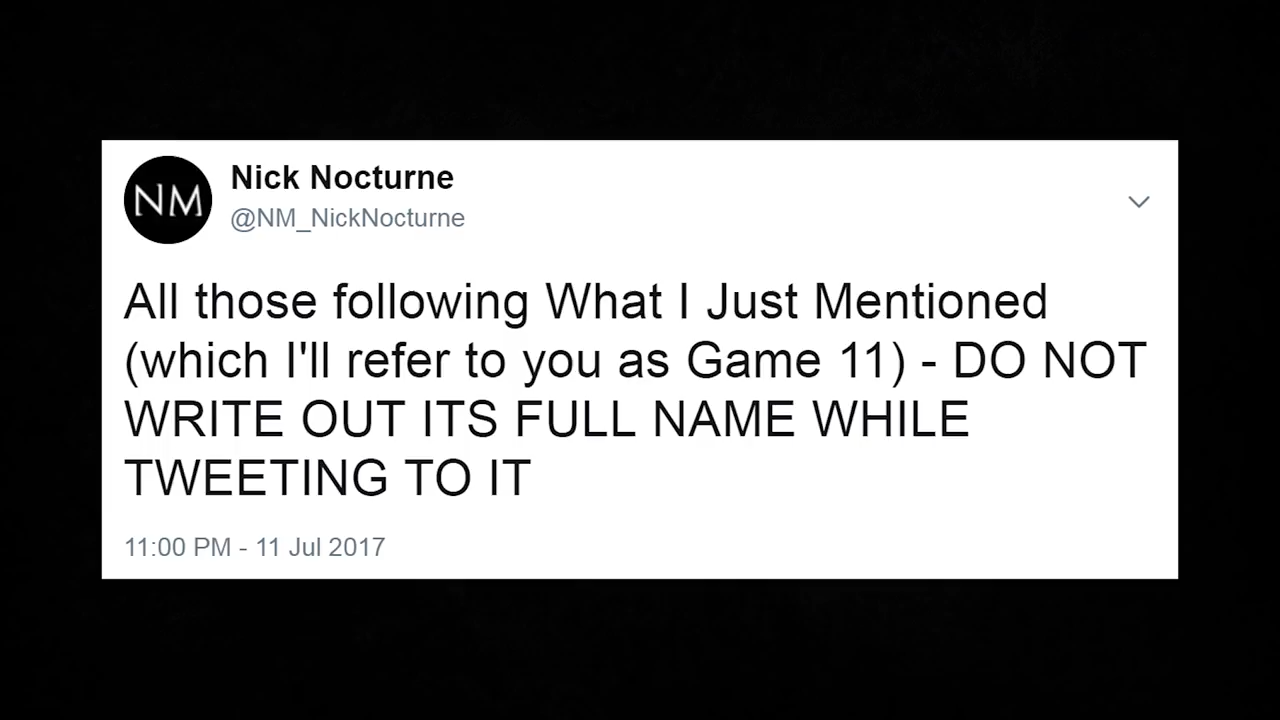 NM
Nick Nocturne
@NM_NickNocturne
All those following What I Just Mentioned
(which I'll refer to you as Game 11) - DO NOT
WRITE OUT ITS FULL NAME WHILE
TWEETING TO IT
11:00 PM - 11 Jul 2017